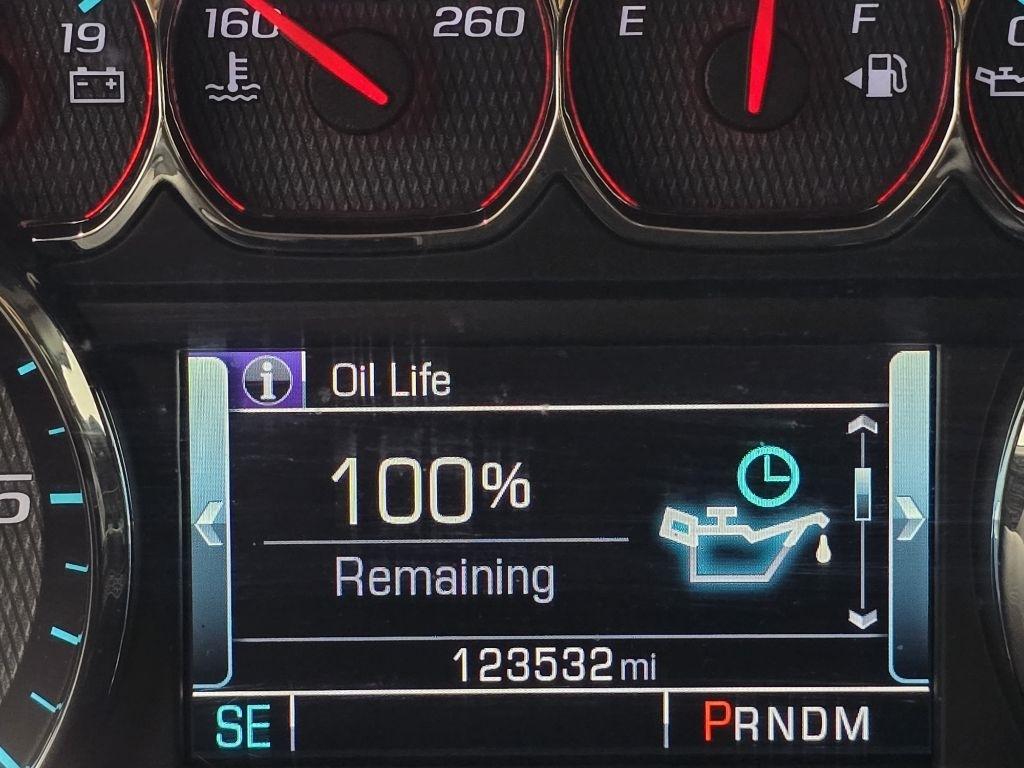 19
160
260
E
F
Oil Life
100%
Remaining
123532 mi
SE
PRNDM